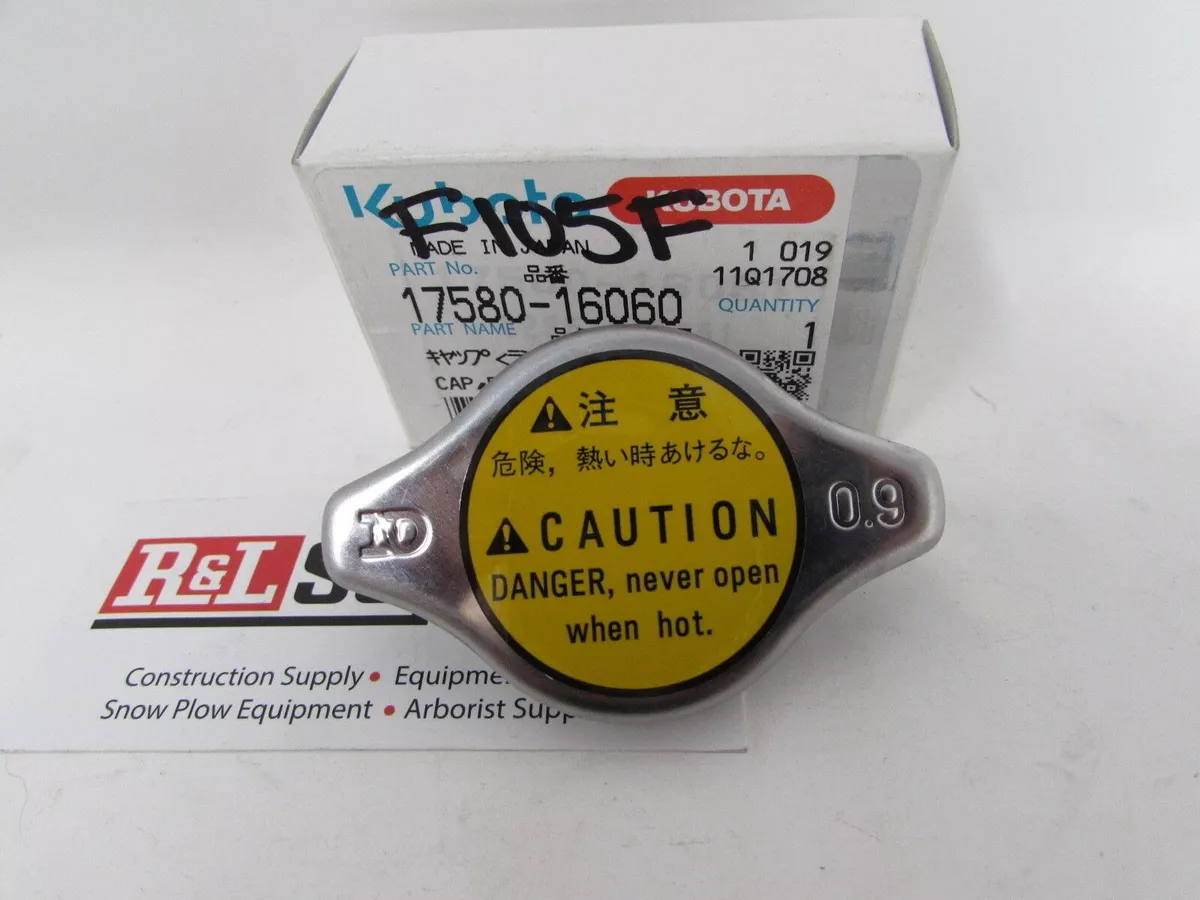 Kubota KUBOTA
F105F
MADE IN JAPAN 1 019
PART No. 品番 11Q1708
17580-16060 QUANTITY
PART NAME 1
キャップ
CAP
⚠注 意
危険，熱い時あけるな。
⚠CAUTION
DANGER, never open
when hot.
0.9
R&L
Construction Supply •
Snow Plow Equipment • Arborist